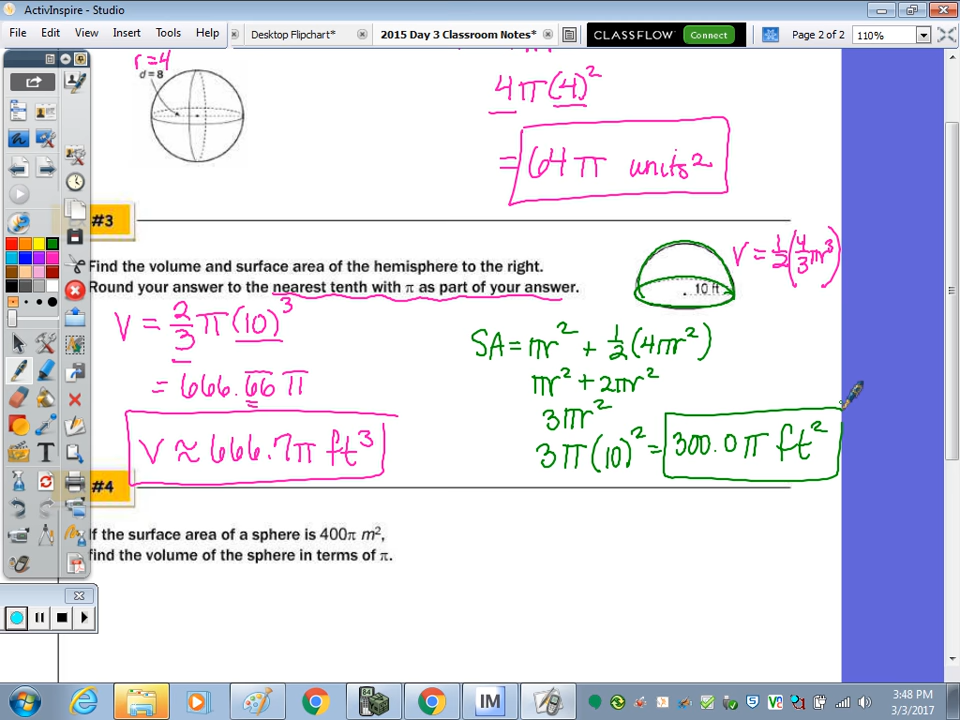 ActivInspire - Studio
File Edit View Insert Tools Help
Desktop Flipchart*
2015 Day 3 Classroom Notes*
CLASSFLOW Connect
Page 2 of 2
110%
r=4
d=8
4π(4)²
= 64π units²
#3
Find the volume and surface area of the hemisphere to the right.
Round your answer to the nearest tenth with π as part of your answer.
10 ft
V = 1/2(4/3πr³)
V = 2/3 π(10)³
= 666.66π
V ≈ 666.7π ft³
SA = πr² + 1/2(4πr²)
πr² + 2πr²
3πr²
3π(10)² = 300.0π ft²
#4
If the surface area of a sphere is 400π m²,
find the volume of the sphere in terms of π.
84
IM
3:48 PM
3/3/2017